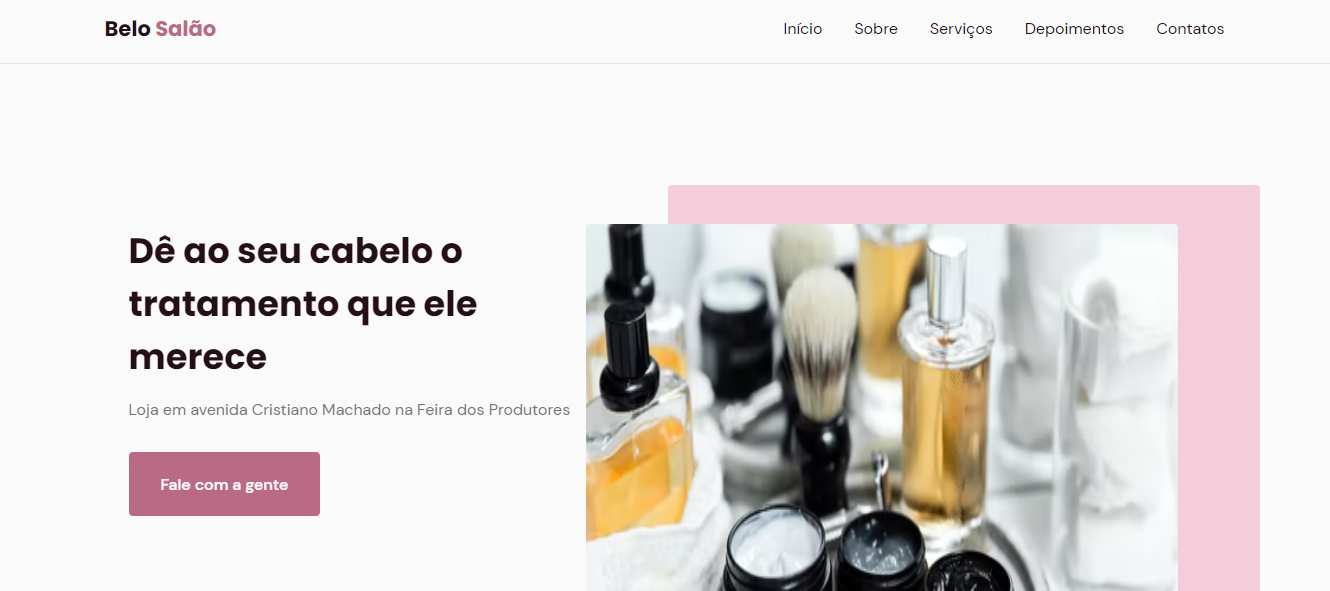 Belo Salão
Início Sobre Serviços Depoimentos Contatos
Dê ao seu cabelo o
tratamento que ele
merece
Loja em avenida Cristiano Machado na Feira dos Produtores
Fale com a gente